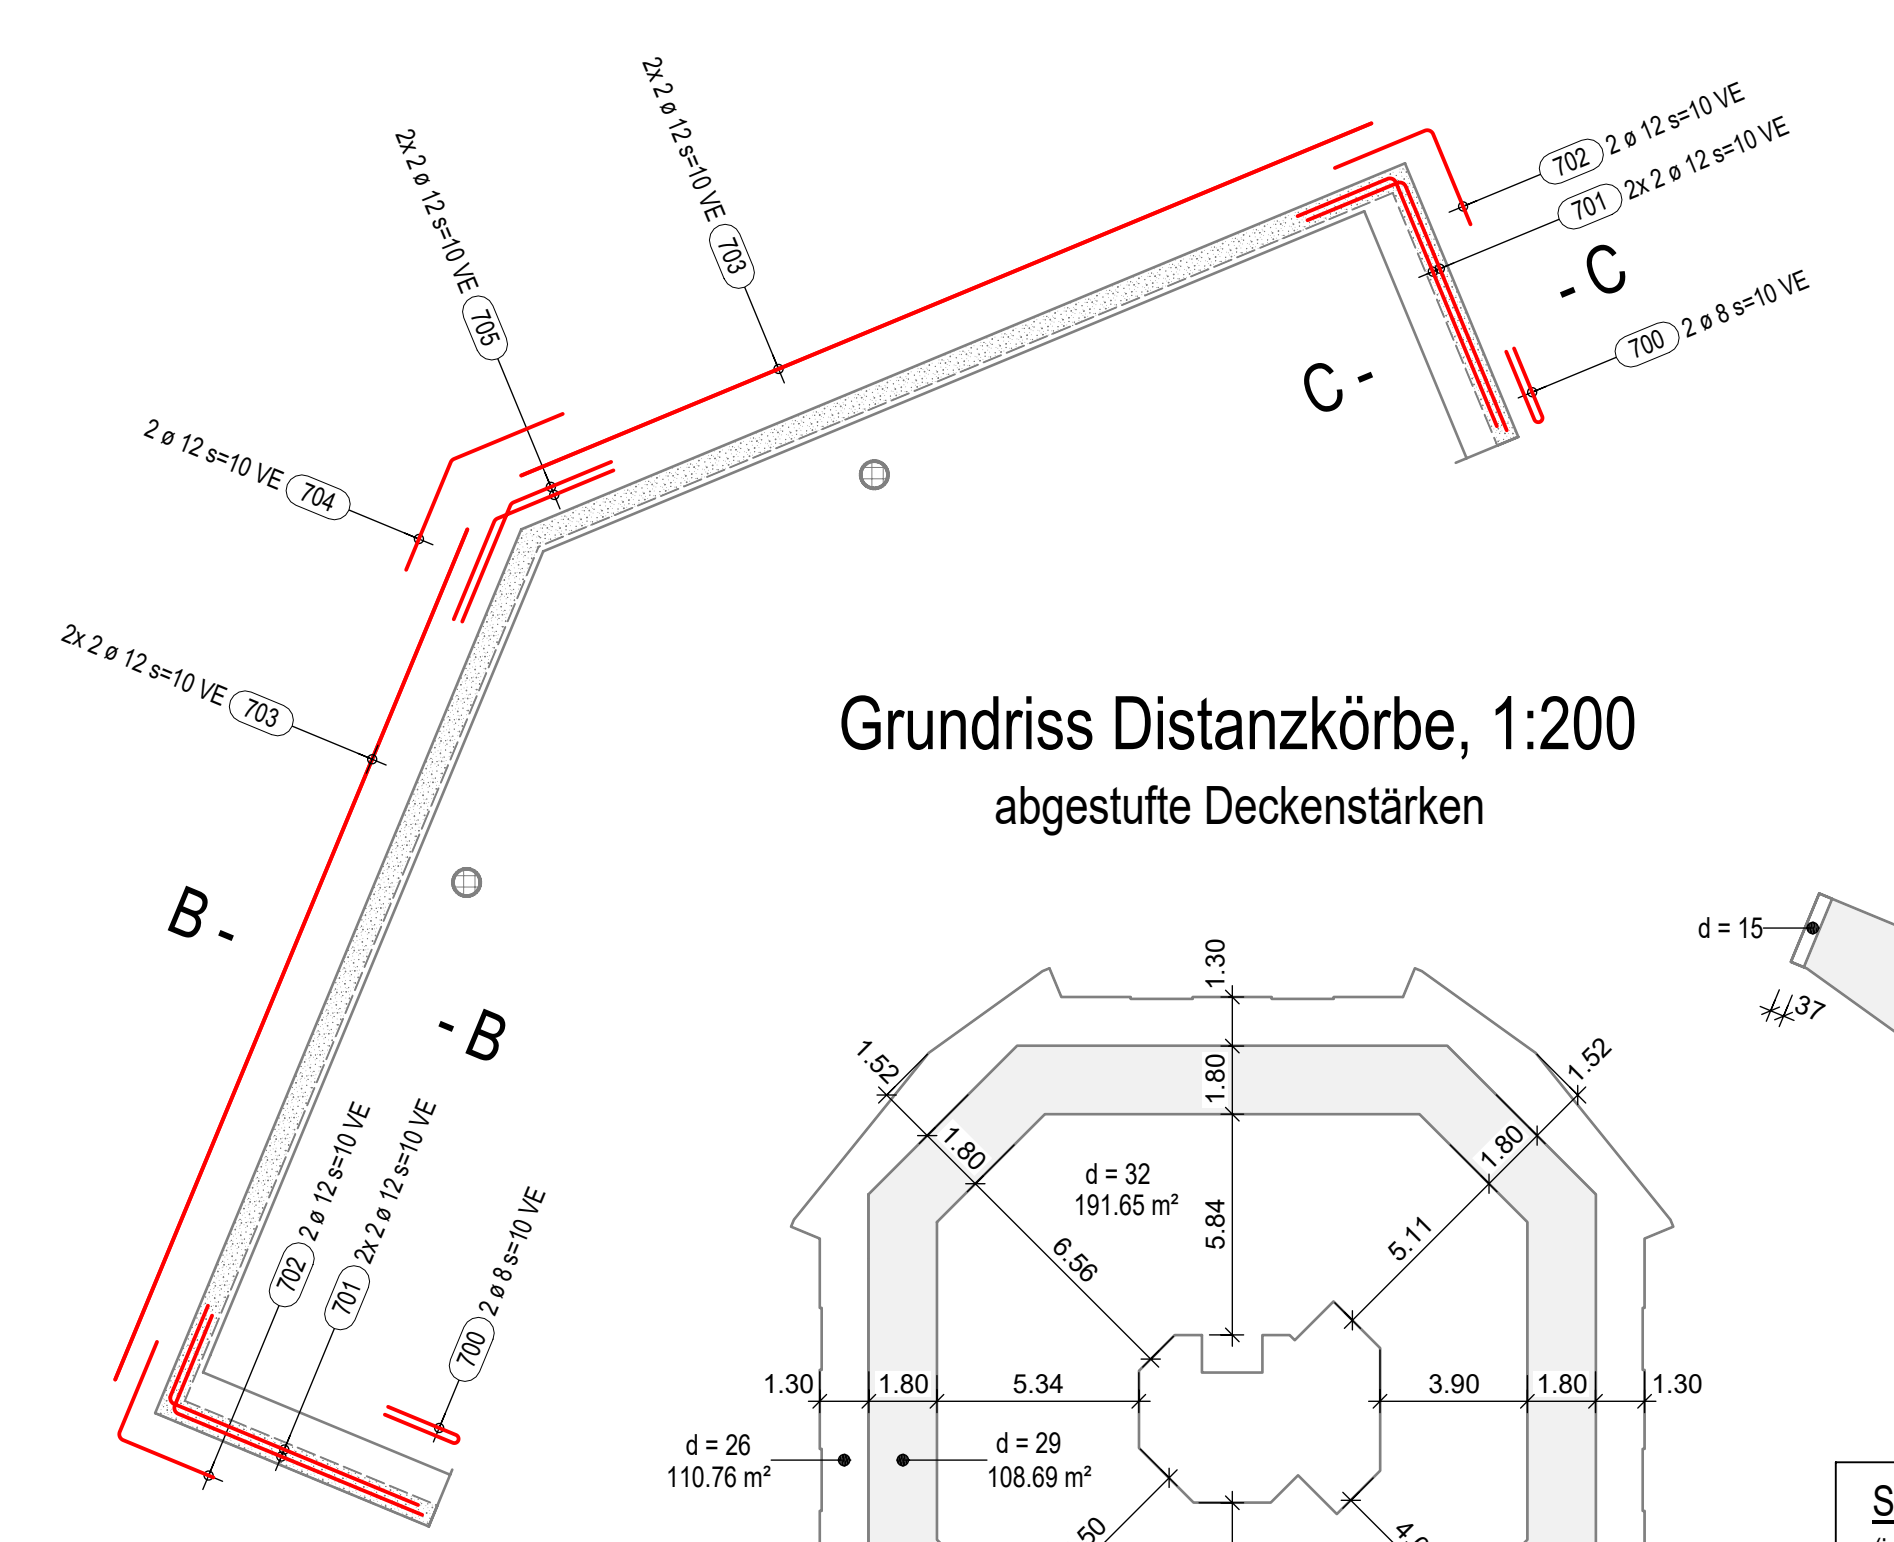 2x 2 ø 12 s=10 VE
703
2x 2 ø 12 s=10 VE
705
702 2 ø 12 s=10 VE
701 2x 2 ø 12 s=10 VE
- C
700 2 ø 8 s=10 VE
C -
2 ø 12 s=10 VE 704
2x 2 ø 12 s=10 VE 703
Grundriss Distanzkörbe, 1:200
abgestufte Deckenstärken
B -
- B
702 2 ø 12 s=10 VE
701 2x 2 ø 12 s=10 VE
700 2 ø 8 s=10 VE
d = 15
37
1.30
1.52
1.52
1.80
1.80
1.80
d = 32
191.65 m²
5.84
6.56
5.11
1.30
1.80
5.34
3.90
1.80
1.30
d = 26
110.76 m²
d = 29
108.69 m²
50